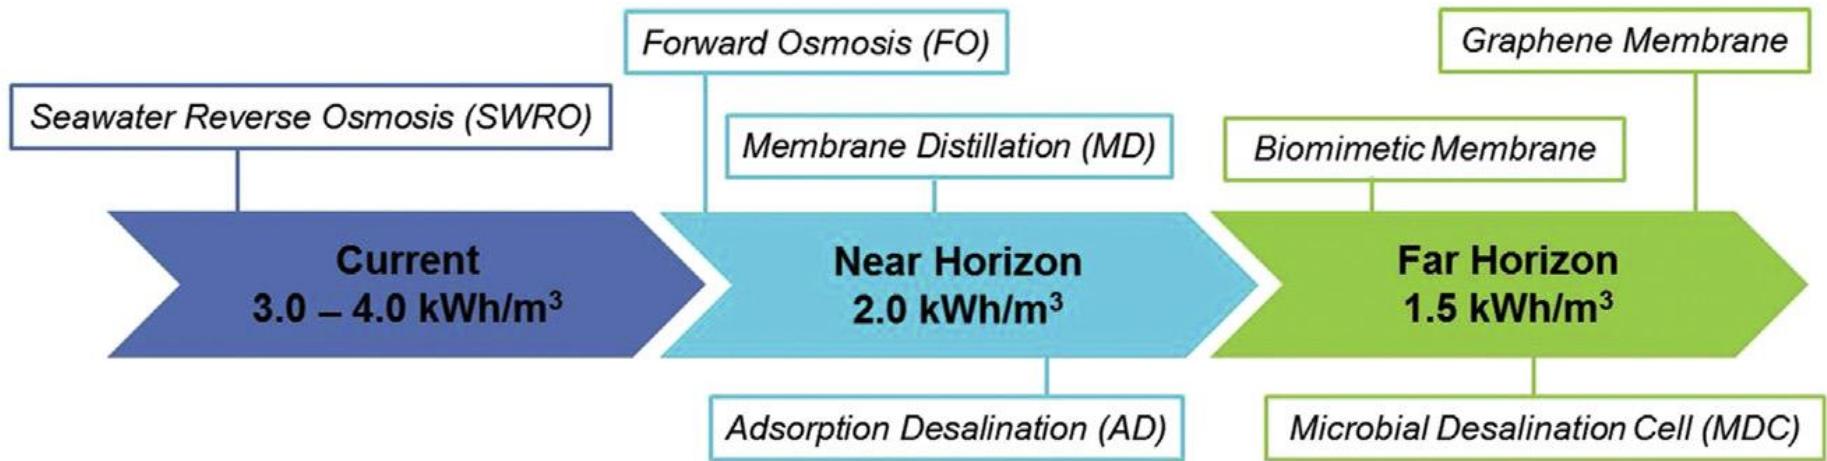 Seawater Reverse Osmosis (SWRO)
Forward Osmosis (FO)
Membrane Distillation (MD)
Graphene Membrane
Biomimetic Membrane
Current
3.0 – 4.0 kWh/m³
Near Horizon
2.0 kWh/m³
Far Horizon
1.5 kWh/m³
Adsorption Desalination (AD)
Microbial Desalination Cell (MDC)